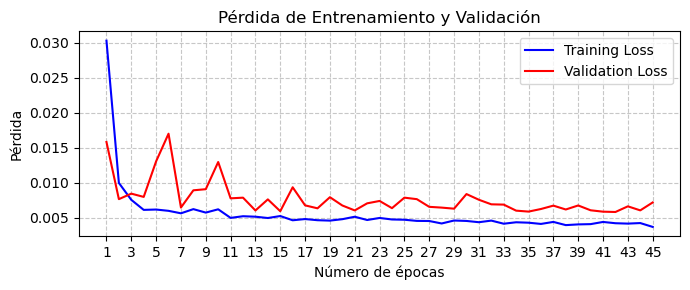 Pérdida de Entrenamiento y Validación
Training Loss
Validation Loss
Pérdida
0.030
0.025
0.020
0.015
0.010
0.005
1 3 5 7 9 11 13 15 17 19 21 23 25 27 29 31 33 35 37 39 41 43 45
Número de épocas